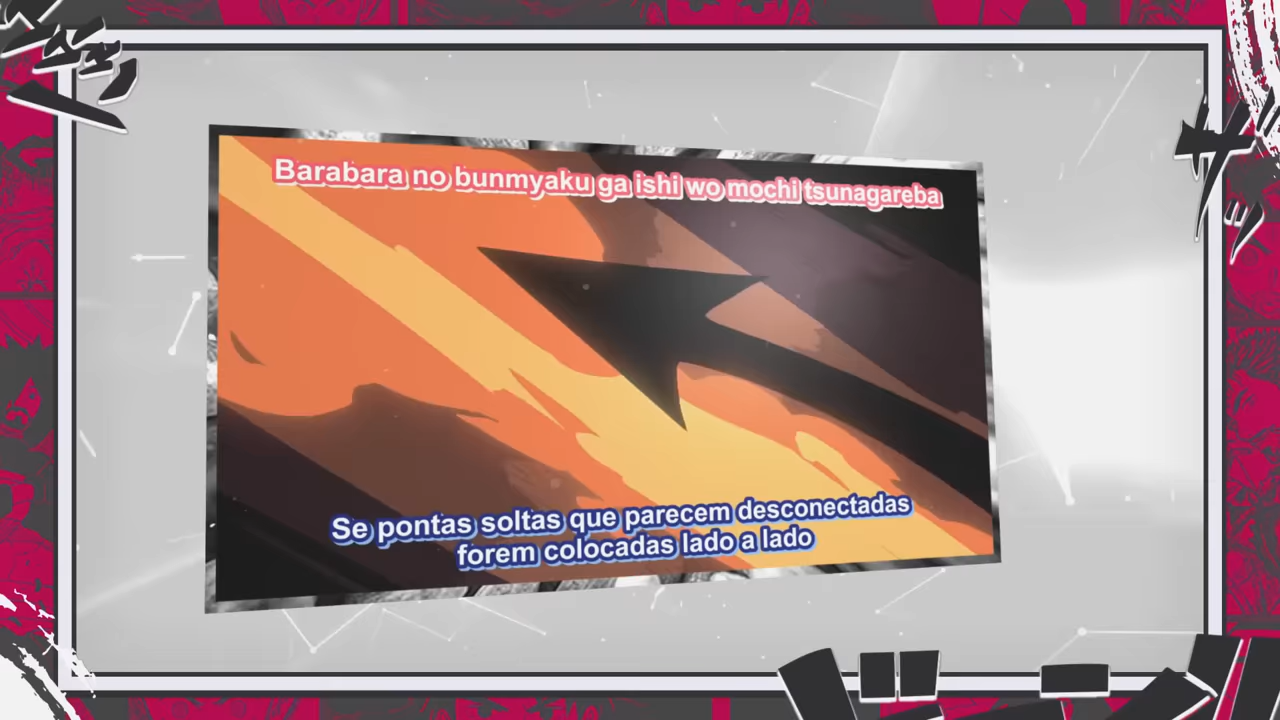 Barabara no bunmyaku ga ishi wo mochi tsunagareba
Se pontas soltas que parecem desconectadas
forem colocadas lado a lado